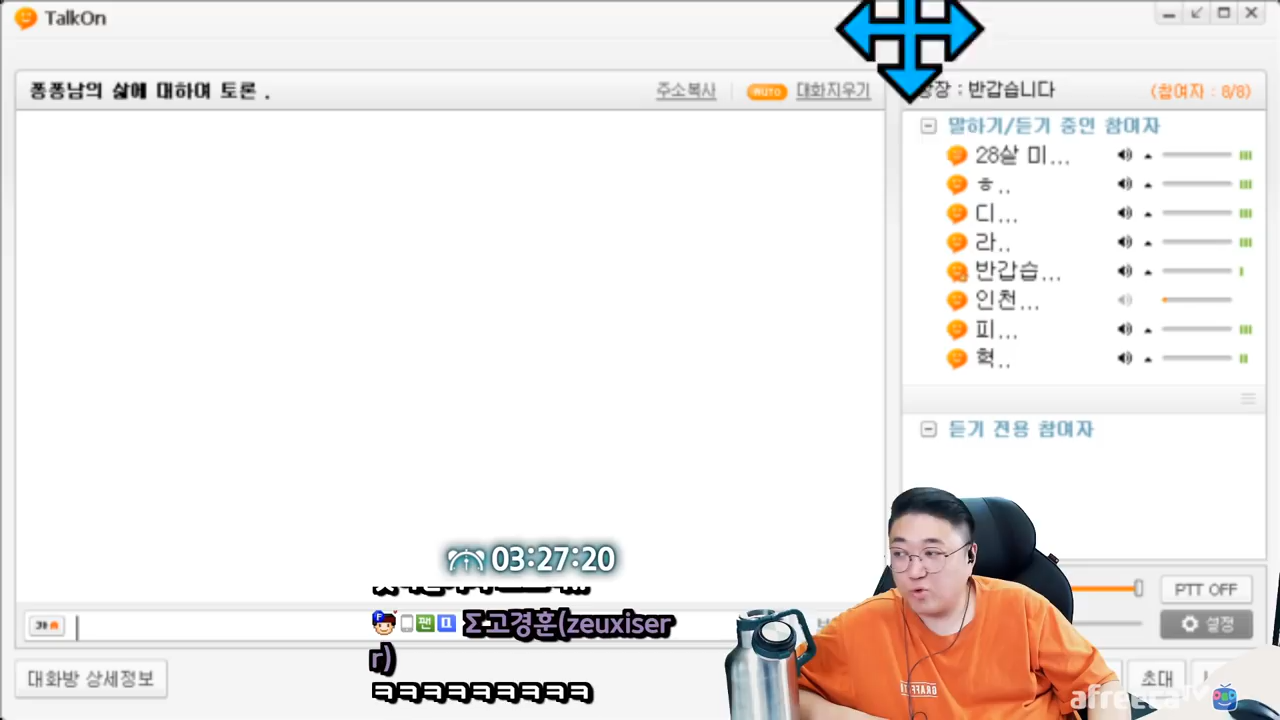 TalkOn
퐁퐁남의 삶에 대하여 토론 .
주소복사
AUTO
대화지우기
방장 : 반갑습니다
(참여자 : 8/8)
말하기/듣기 중인 참여자
28살 미...
ㅎ..
디...
라..
반갑습...
인천...
피...
혁..
듣기 전용 참여자
03:27:20
PTT OFF
가
짼
Σ고경훈(zeuxiser
r)
ㅋㅋㅋㅋㅋㅋㅋㅋㅋ
설정
대화방 상세정보
초대
afreecaTV